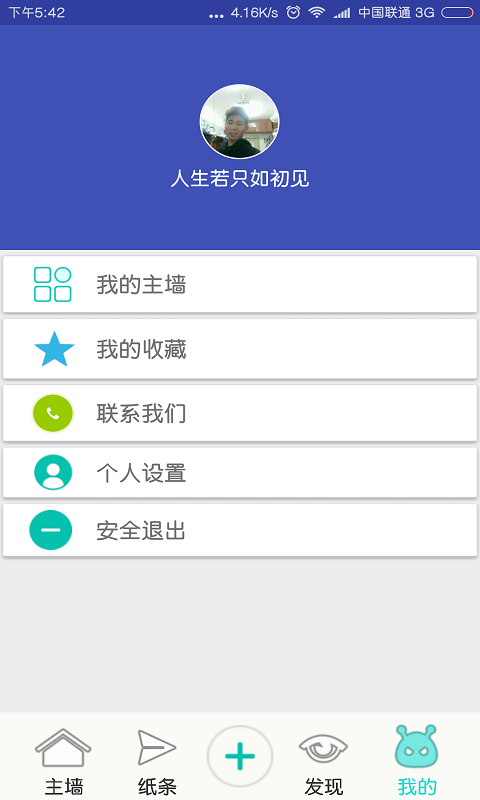 下午5:42 ... 4.16K/s 中国联通 3G
人生若只如初见
我的主墙
我的收藏
联系我们
个人设置
安全退出
主墙 纸条 发现 我的